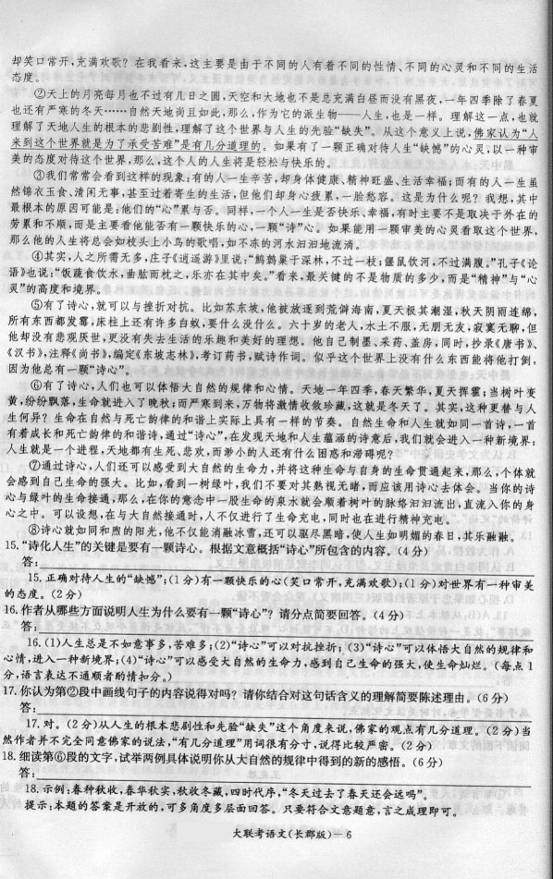 却笑口常开,充满欢歌?在我看来,这主要是由于不同的人有着不同的性情、不同的心灵和不同的生活
态度。
②天上的月亮每月也不过有几日之圆,天空和大地也不是总充满白昼而没有黑夜,一年四季除了春夏
也还有严寒的冬天……自然天地尚且如此,那么,作为它的派生物——人生,也是一样。理解这一点,也就
理解了天地人生的根本的悲剧性,理解了这个世界与人生的先验“缺失”。从这个意义上说,佛家认为“人
来到这个世界就是为了承受苦难”是有几分道理的。如果有了一颗正确对待人生“缺憾”的心灵,以一种审
美的态度对待这个世界,那么,这个人的人生将是轻松与快乐的。
③我们常常会看到这样的现象:有的人一生辛苦,却身体健康、精神旺盛、生活幸福;而有的人一生虽
然锦衣玉食、清闲无事,甚至过着寄生的生活,但他们却身心疲累,一脸愁容。这是为什么呢?我想,其中
最根本的原因可能是:他们的“心”累与否。同样,一个人一生是否快乐、幸福,有时主要不是取决于外在的
劳累和不顺,而是主要看他能否有一颗快乐的心,一颗“诗”心。如果能用一颗审美的心灵看取这个世界,
那么他的人生将总会如枝头上小鸟的歌唱,如不冻的河水汩汩地流淌。
④其实,人之所需无多,庄子《逍遥游》里说:“鹪鹩巢于深林,不过一枝;偃鼠饮河,不过满腹。”孔子《论
语》也说:“饭蔬食饮水,曲肱而枕之,乐亦在其中矣。”看来,最关键的不是物质的多少,而是“精神”与“心
灵”的高度和境界。
⑤有了诗心,就可以与挫折对抗。比如苏东坡,他被放逐到荒僻海南,夏天极其潮湿,秋天阴雨连绵,
所有东西都发霉,床柱上还有许多白蚁,要什么没什么。六十岁的老人,水土不服,无朋无友,寂寞无聊,但
他却没有悲观厌世,更没有失去生活的乐趣和美好的理想。他自己制墨、采药、盖房;同时,抄录《唐书》、
《汉书》,注释《尚书》,编定《东坡志林》,考订药书,赋诗作词。似乎这个世界上没有什么东西能将他打倒,
因为他总有一颗“诗心”。
⑥有了诗心,人们也可以体悟大自然的规律和心情。天地一年四季,春天繁华,夏天挥霍;当树叶变
黄,纷纷飘落,生命就进入了晚秋;而严寒到来,万物将激情收敛珍藏,这就是冬天了。其实,这种更替与人
生何异?生命在自然与死亡韵律的和谐上实际上具有一样的节奏。自然生命和人生就如同一首诗,一首
有着成长和死亡韵律的和谐诗,通过“诗心”,在发现天地和人生蕴涵的诗意后,我们就会进入一种新境界:
人生就是一个进程,天地都有生死、悲欢,而渺小的人还有什么困惑和滞碍呢?
⑦通过诗心,人们还可以感受到大自然的生命力,并将这种生命与自身的生命贯通起来,那么,个体就
会感到自己生命的强大。比如,看到一树绿叶,我们不要对其熟视无睹,而应该用诗心去体会。当你的诗
心与绿叶的生命接通,那么,在你的意念中一股生命的泉水就会顺着树叶的脉络汩汩流出,直流入你的身
心之中。可以设想,在与大自然接通时,人不仅进行了生命充电,同时也在进行精神充电。
⑧诗心就如同和煦的阳光,他不仅能消融冰雪,还可以驱尽黑暗,使人生如明媚的春日,其乐融融。
15.“诗化人生”的关键是要有一颗诗心。根据文意概括“诗心”所包含的内容。(4分)
答:
15.正确对待人生的“缺憾”;(1分)有一颗快乐的心(笑口常开,充满欢歌);(1分)对世界有一种审美
的态度。(2分)
16.作者从哪些方面说明人生为什么要有一颗“诗心”?请分点简要回答。(4分)
答:
16.(1)人生总是不如意事多,苦难多;(2)“诗心”可以对抗挫折;(3)“诗心”可以体悟大自然的规律和
心情,进入一种新境界;(4)“诗心”可以感受大自然的生命力,感到自己生命的强大,使生命灿烂。(每点1
分,语言表达不通顺者酌情扣分。)
17.你认为第②段中画线句子的内容说得对吗?请你结合对这句话含义的理解简要陈述理由。(6分)
答:
17.对。(2分)从人生的根本悲剧性和先验“缺失”这个角度来说,佛家的观点有几分道理。(2分)当
然作者并不完全同意佛家的说法,“有几分道理”用词很有分寸,说得比较严密。(2分)
18.细读第⑥段的文字,试举两例具体说明你从大自然的规律中得到的新的感悟。(6分)
答:
18.示例:春种秋收,春华秋实,秋收冬藏,四时代序,“冬天过去了春天还会远吗”。
提示:本题的答案是开放的,可多角度多层面回答。只要符合文意题意,言之成理即可。
大联考语文(长郡版)—6